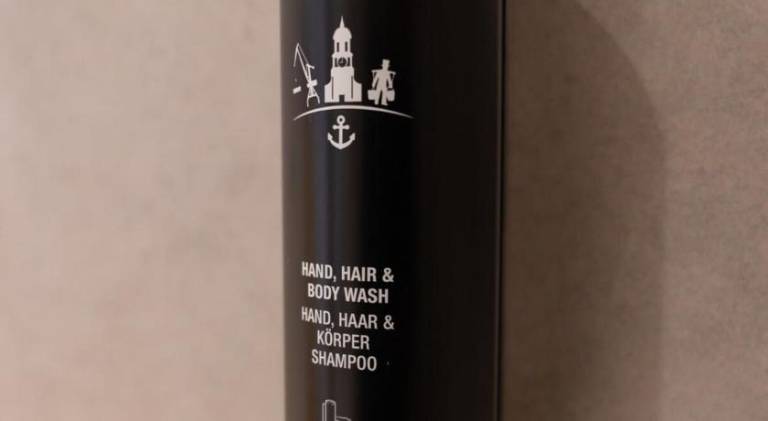 HAND, HAIR &
BODY WASH
HAND, HAAR &
KÖRPER
SHAMPOO